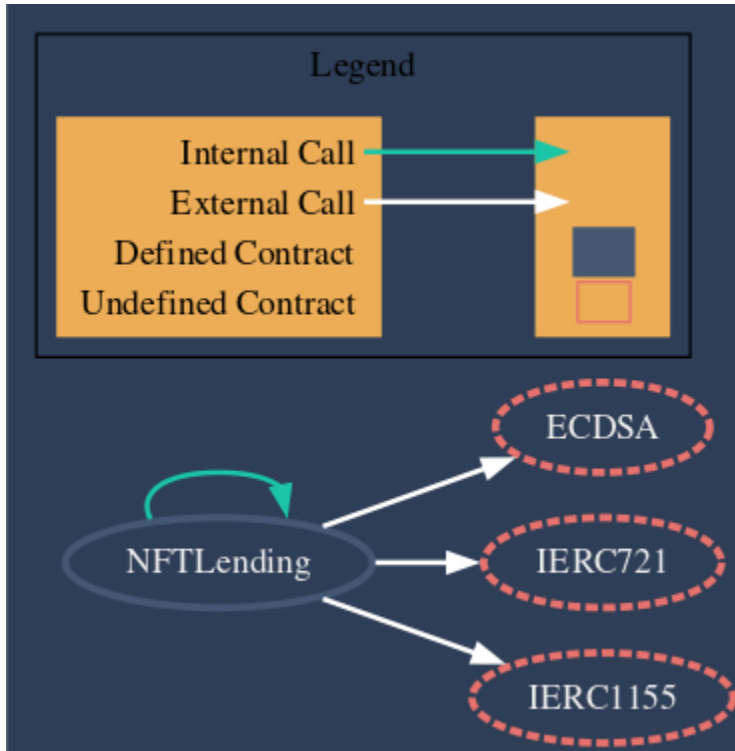 Legend
Internal Call
External Call
Defined Contract
Undefined Contract
ECDSA
NFTLending
IERC721
IERC1155